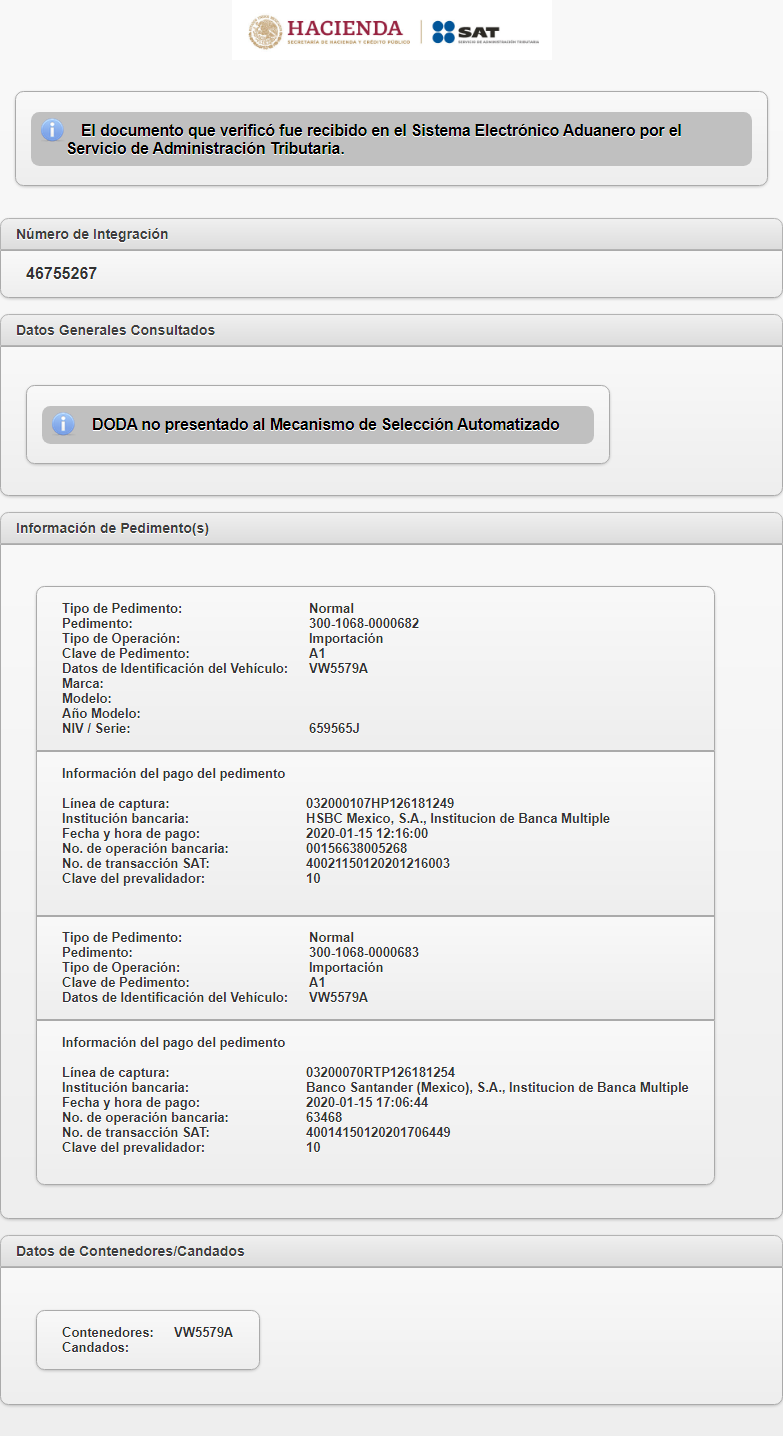 HACIENDA
SECRETARÍA DE HACIENDA Y CRÉDITO PÚBLICO
SAT
SERVICIO DE ADMINISTRACIÓN TRIBUTARIA
El documento que verificó fue recibido en el Sistema Electrónico Aduanero por el
Servicio de Administración Tributaria.
Número de Integración
46755267
Datos Generales Consultados
DODA no presentado al Mecanismo de Selección Automatizado
Información de Pedimento(s)
Tipo de Pedimento: Normal
Pedimento: 300-1068-0000682
Tipo de Operación: Importación
Clave de Pedimento: A1
Datos de Identificación del Vehículo: VW5579A
Marca:
Modelo:
Año Modelo:
NIV / Serie: 659565J
Información del pago del pedimento
Línea de captura: 032000107HP126181249
Institución bancaria: HSBC Mexico, S.A., Institucion de Banca Multiple
Fecha y hora de pago: 2020-01-15 12:16:00
No. de operación bancaria: 00156638005268
No. de transacción SAT: 40021150120201216003
Clave del prevalidador: 10
Tipo de Pedimento: Normal
Pedimento: 300-1068-0000683
Tipo de Operación: Importación
Clave de Pedimento: A1
Datos de Identificación del Vehículo: VW5579A
Información del pago del pedimento
Línea de captura: 03200070RTP126181254
Institución bancaria: Banco Santander (Mexico), S.A., Institucion de Banca Multiple
Fecha y hora de pago: 2020-01-15 17:06:44
No. de operación bancaria: 63468
No. de transacción SAT: 40014150120201706449
Clave del prevalidador: 10
Datos de Contenedores/Candados
Contenedores: VW5579A
Candados: